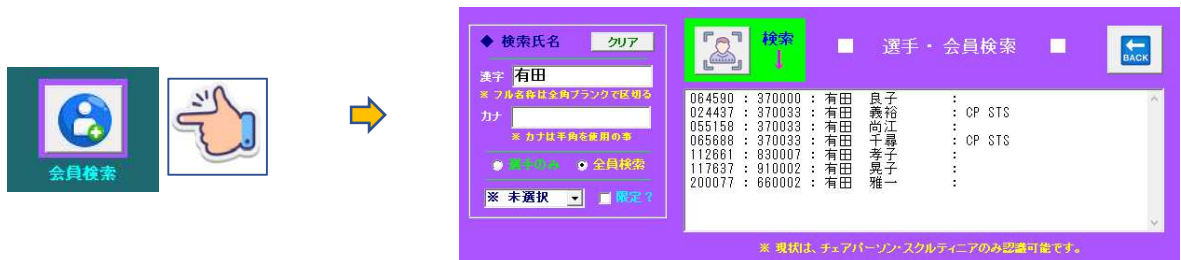 会員検索
◆ 検索氏名
クリア
漢字 有田
※ フル名称は全角ブランクで区切る
カナ
※ カナは半角を使用の事
選手のみ 全員検索
※ 未選択 限定?
検索
↓
■ 選手・会員検索 ■
BACK
064590 : 370000 : 有田 良子 :
024437 : 370033 : 有田 義裕 : CP STS
055158 : 370033 : 有田 尚江 :
065688 : 370033 : 有田 千尋 : CP STS
112661 : 830007 : 有田 孝子 :
117637 : 910002 : 有田 晃子 :
200077 : 660002 : 有田 雅一 :
※ 現状は、チェアパーソン・スクルティニアのみ認識可能です。